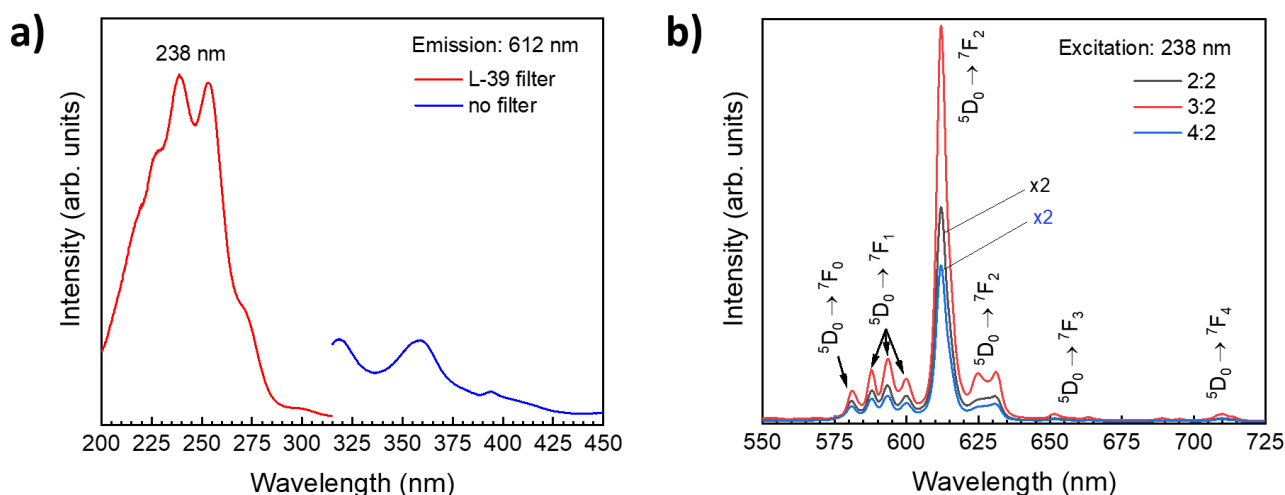 a)
Intensity (arb. units)
238 nm
Emission: 612 nm
L-39 filter
no filter
200 225 250 275 300 325 350 375 400 425 450
Wavelength (nm)
b)
Intensity (arb. units)
⁵D₀ → ⁷F₀
⁵D₀ → ⁷F₁
⁵D₀ → ⁷F₂
x2
x2
⁵D₀ → ⁷F₂
⁵D₀ → ⁷F₃
⁵D₀ → ⁷F₄
Excitation: 238 nm
2:2
3:2
4:2
550 575 600 625 650 675 700 725
Wavelength (nm)